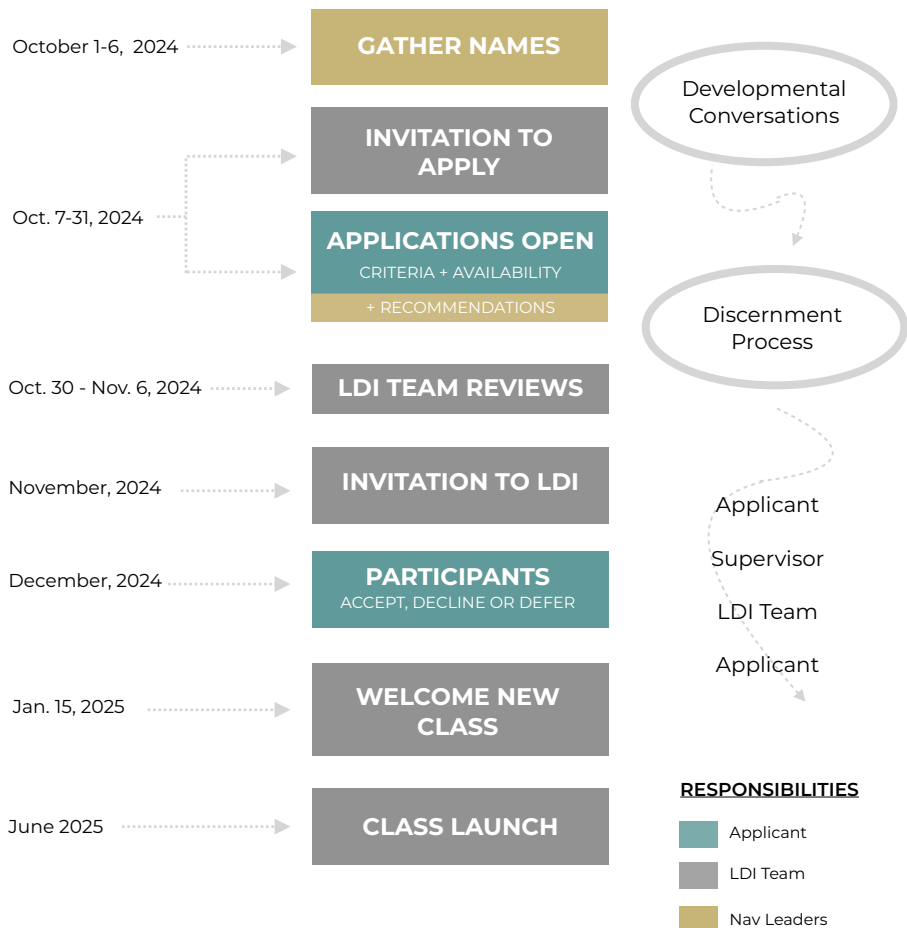 October 1-6, 2024
GATHER NAMES
Developmental
Conversations
INVITATION TO
APPLY
Oct. 7-31, 2024
APPLICATIONS OPEN
CRITERIA + AVAILABILITY
+ RECOMMENDATIONS
Discernment
Process
Oct. 30 - Nov. 6, 2024
LDI TEAM REVIEWS
November, 2024
INVITATION TO LDI
December, 2024
PARTICIPANTS
ACCEPT, DECLINE OR DEFER
Applicant
Supervisor
LDI Team
Applicant
Jan. 15, 2025
WELCOME NEW
CLASS
June 2025
CLASS LAUNCH
RESPONSIBILITIES
Applicant
LDI Team
Nav Leaders